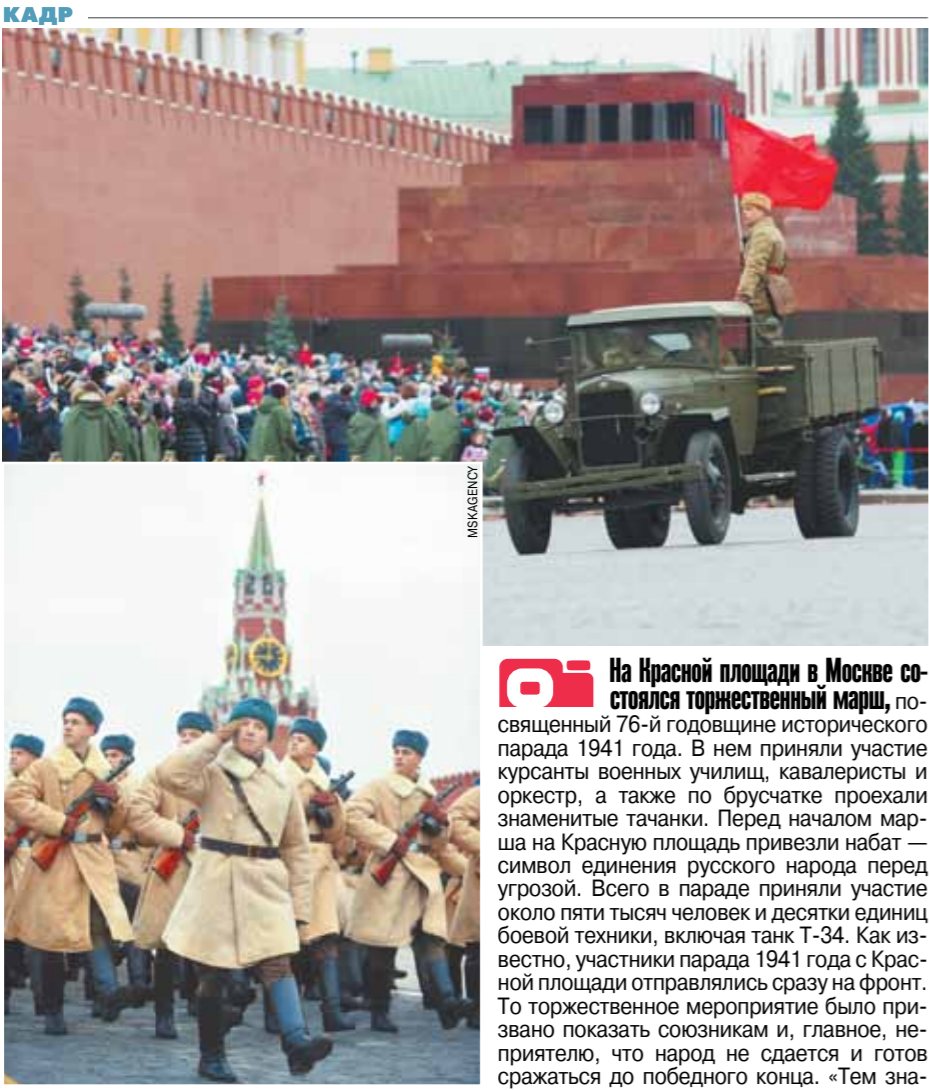 КАДР
MSKAGENCY
На Красной площади в Москве со-
стоялся торжественный марш, по-
священный 76-й годовщине исторического
парада 1941 года. В нем приняли участие
курсанты военных училищ, кавалеристы и
оркестр, а также по брусчатке проехали
знаменитые тачанки. Перед началом мар-
ша на Красную площадь привезли набат —
символ единения русского народа перед
угрозой. Всего в параде приняли участие
около пяти тысяч человек и десятки единиц
боевой техники, включая танк Т-34. Как из-
вестно, участники парада 1941 года с Крас-
ной площади отправлялись сразу на фронт.
То торжественное мероприятие было при-
звано показать союзникам и, главное, не-
приятелю, что народ не сдается и готов
сражаться до победного конца. «Тем зна-